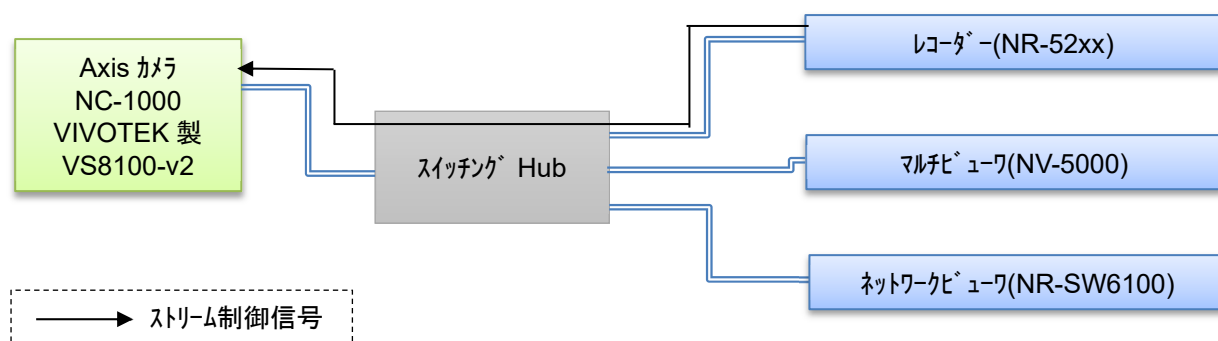 Axis ｶﾒﾗ
NC-1000
VIVOTEK 製
VS8100-v2
ｽｲｯﾁﾝｸﾞ Hub
ﾚｺｰﾀﾞｰ(NR-52xx)
ﾏﾙﾁﾋﾞｭｰﾜ(NV-5000)
ﾈｯﾄﾜｰｸﾋﾞｭｰﾜ(NR-SW6100)
ｽﾄﾘｰﾑ制御信号